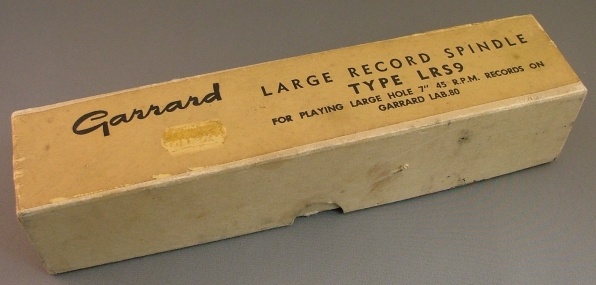 Garrard
LARGE RECORD SPINDLE
TYPE LRS9
FOR PLAYING LARGE HOLE 7" 45 R.P.M. RECORDS ON
GARRARD LAB.80